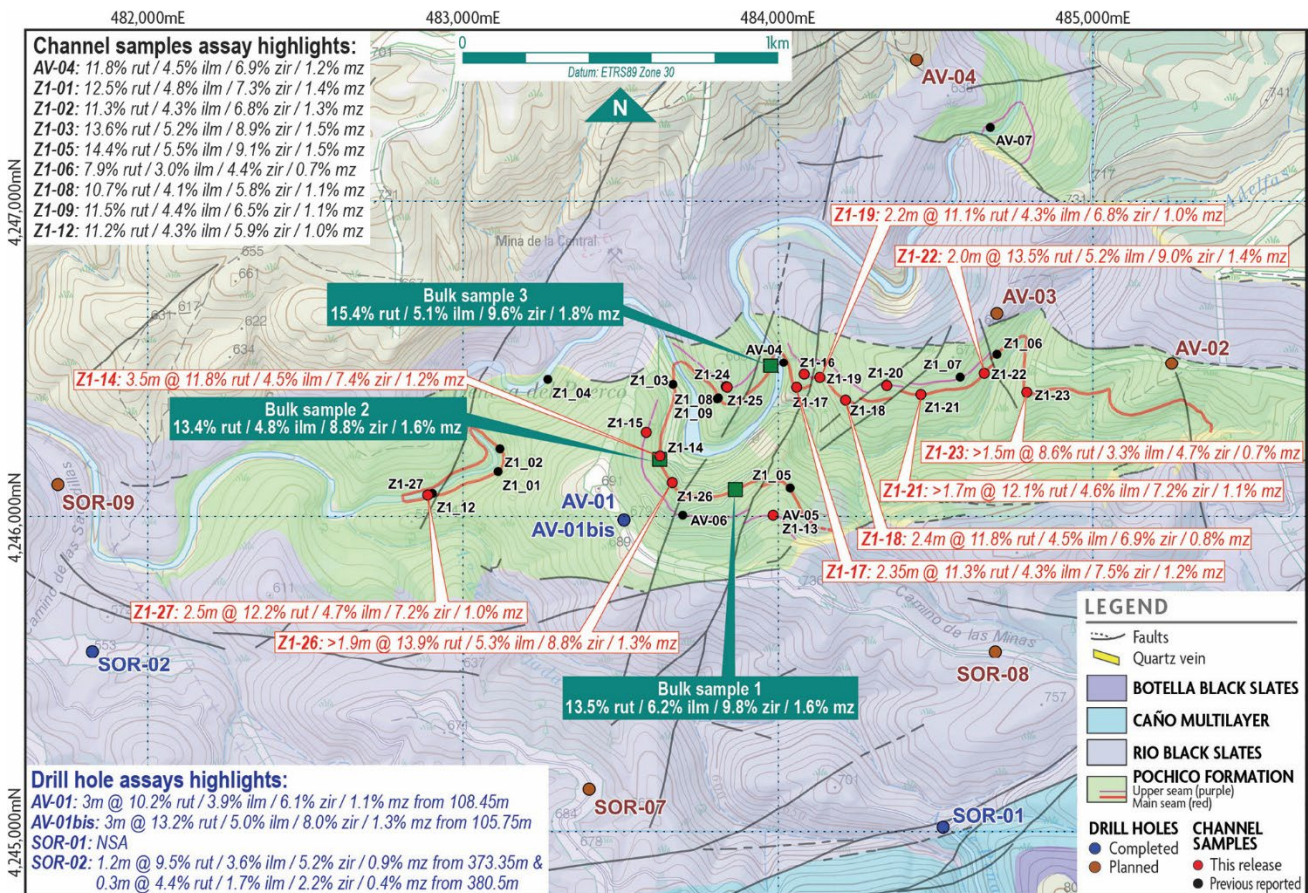 482,000mE
483,000mE
484,000mE
485,000mE
Channel samples assay highlights:
AV-04: 11.8% rut / 4.5% ilm / 6.9% zir / 1.2% mz
Z1-01: 12.5% rut / 4.8% ilm / 7.3% zir / 1.4% mz
Z1-02: 11.3% rut / 4.3% ilm / 6.8% zir / 1.3% mz
Z1-03: 13.6% rut / 5.2% ilm / 8.9% zir / 1.5% mz
Z1-05: 14.4% rut / 5.5% ilm / 9.1% zir / 1.5% mz
Z1-06: 7.9% rut / 3.0% ilm / 4.4% zir / 0.7% mz
Z1-08: 10.7% rut / 4.1% ilm / 5.8% zir / 1.1% mz
Z1-09: 11.5% rut / 4.4% ilm / 6.5% zir / 1.1% mz
Z1-12: 11.2% rut / 4.3% ilm / 5.9% zir / 1.0% mz
0
1km
Datum: ETRS89 Zone 30
N
701
AV-04
AV-07
741
717
731
4,247,000mN
655
661
Mina de la Central
617
622
634
Z1-19: 2.2m @ 11.1% rut / 4.3% ilm / 6.8% zir / 1.0% mz
Z1-22: 2.0m @ 13.5% rut / 5.2% ilm / 9.0% zir / 1.4% mz
Bulk sample 3
15.4% rut / 5.1% ilm / 9.6% zir / 1.8% mz
AV-03
AV-02
Z1-14: 3.5m @ 11.8% rut / 4.5% ilm / 7.4% zir / 1.2% mz
Bulk sample 2
13.4% rut / 4.8% ilm / 8.8% zir / 1.6% mz
Z1_04
Z1_03
AV-04
Z1-24
Z1_08
Z1_09
Z1-25
Z1-16
Z1-19
Z1-17
Z1-18
Z1-20
Z1_07
Z1_06
Z1-22
Z1-21
Z1-23
Z1-15
Z1-14
Z1_02
Z1_01
Z1-27
Z1_12
Z1-26
Z1_05
AV-05
Z1-13
AV-06
691
689
AV-01
AV-01bis
SOR-09
4,246,000mN
Z1-23: >1.5m @ 8.6% rut / 3.3% ilm / 4.7% zir / 0.7% mz
Z1-21: >1.7m @ 12.1% rut / 4.6% ilm / 7.2% zir / 1.1% mz
Z1-18: 2.4m @ 11.8% rut / 4.5% ilm / 6.9% zir / 0.8% mz
Z1-17: 2.35m @ 11.3% rut / 4.3% ilm / 7.5% zir / 1.2% mz
Z1-27: 2.5m @ 12.2% rut / 4.7% ilm / 7.2% zir / 1.0% mz
Z1-26: >1.9m @ 13.9% rut / 5.3% ilm / 8.8% zir / 1.3% mz
611
736
Camino de las Minas
653
SOR-02
SOR-08
757
Bulk sample 1
13.5% rut / 6.2% ilm / 9.8% zir / 1.6% mz
671
SOR-07
684
678
701
SOR-01
4,245,000mN
Drill hole assays highlights:
AV-01: 3m @ 10.2% rut / 3.9% ilm / 6.1% zir / 1.1% mz from 108.45m
AV-01bis: 3m @ 13.2% rut / 5.0% ilm / 8.0% zir / 1.3% mz from 105.75m
SOR-01: NSA
SOR-02: 1.2m @ 9.5% rut / 3.6% ilm / 5.2% zir / 0.9% mz from 373.35m &
0.3m @ 4.4% rut / 1.7% ilm / 2.2% zir / 0.4% mz from 380.5m
LEGEND
Faults
Quartz vein
BOTELLA BLACK SLATES
CAÑO MULTILAYER
RIO BLACK SLATES
POCHICO FORMATION
Upper seam (purple)
Main seam (red)
DRILL HOLES
Completed
Planned
CHANNEL SAMPLES
This release
Previous reported